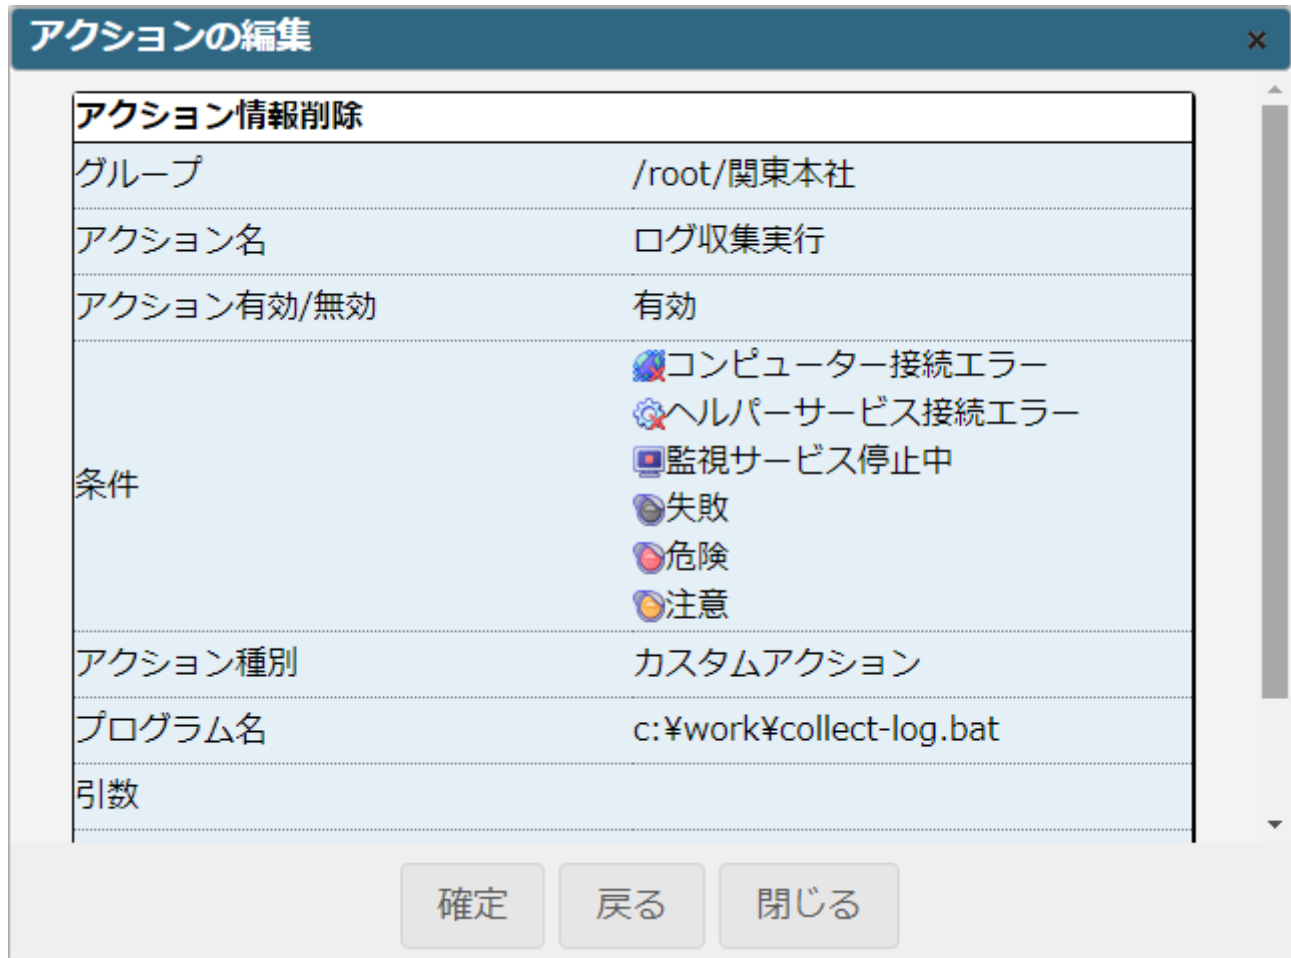 アクションの編集
アクション情報削除
グループ /root/関東本社
アクション名 ログ収集実行
アクション有効/無効 有効
条件
コンピューター接続エラー
ヘルパーサービス接続エラー
監視サービス停止中
失敗
危険
注意
アクション種別 カスタムアクション
プログラム名 c:¥work¥collect-log.bat
引数
確定 戻る 閉じる